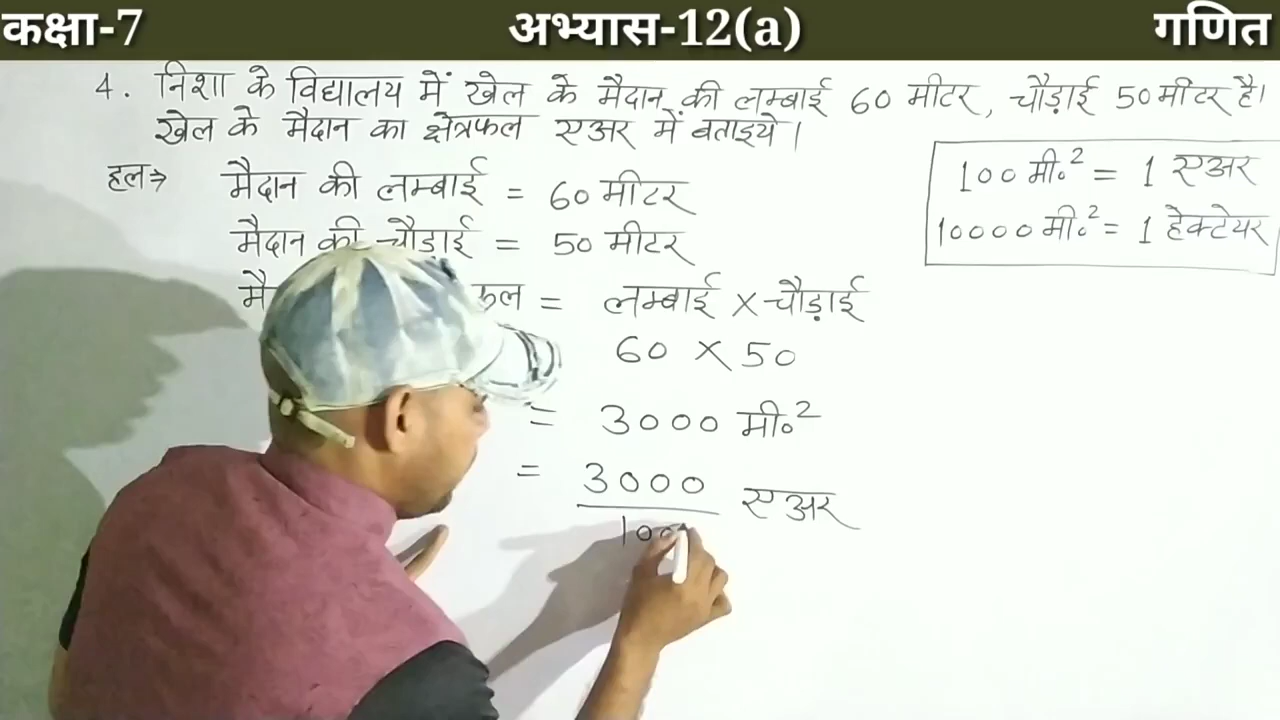 कक्षा-7 अभ्यास-12(a) गणित
4. निशा के विद्यालय में खेल के मैदान की लम्बाई 60 मीटर, चौड़ाई 50 मीटर है।
खेल के मैदान का क्षेत्रफल एअर में बताइये।
100 मी.² = 1 एअर
10000 मी.² = 1 हेक्टेयर
हल⇒ मैदान की लम्बाई = 60 मीटर
मैदान की चौड़ाई = 50 मीटर
= लम्बाई × चौड़ाई
60 × 50
= 3000 मी.²
= 3000 एअर
100